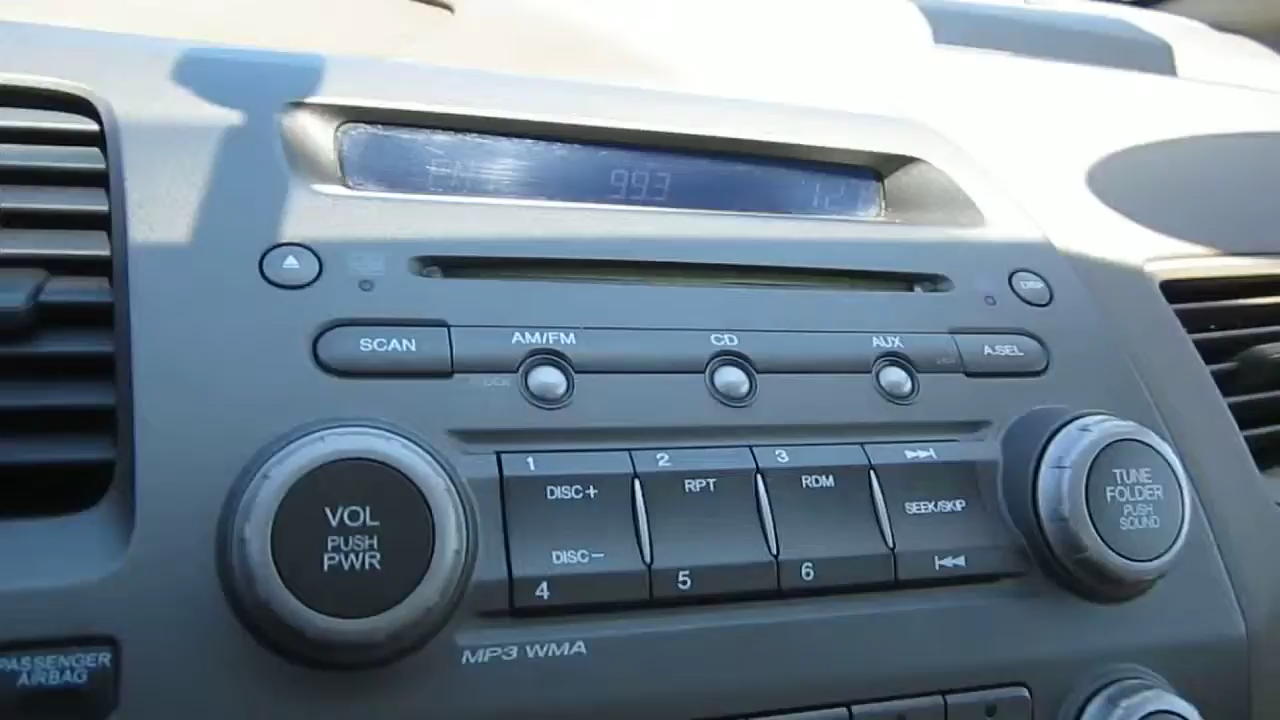 993
SCAN
AM/FM
CD
AUX
A.SEL
DISP
1
2
3
DISC+
RPT
RDM
SEEK/SKIP
DISC−
4
5
6
VOL
PUSH
PWR
TUNE
FOLDER
PUSH
SOUND
MP3 WMA
PASSENGER
AIRBAG